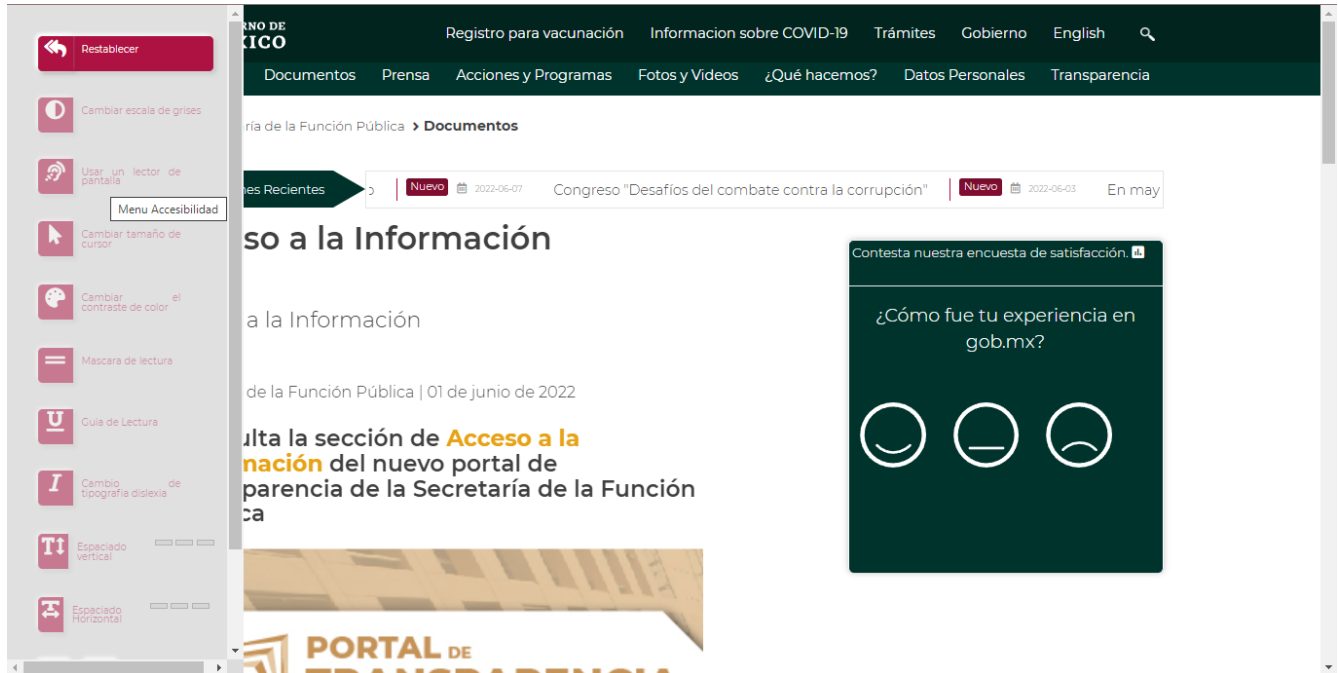 Restablecer
Cambiar escala de grises
Usar un lector de
pantalla
Menu Accesibilidad
Cambiar tamaño de
cursor
Cambiar el
contraste de color
Mascara de lectura
Guia de Lectura
Cambio de
tipografia dislexia
Espaciado
vertical
Espaciado
Horizontal
RNO DE
ICO
Registro para vacunación Informacion sobre COVID-19 Trámites Gobierno English
Documentos Prensa Acciones y Programas Fotos y Videos ¿Qué hacemos? Datos Personales Transparencia
ría de la Función Pública > Documentos
es Recientes
Nuevo 2022-06-07 Congreso "Desafíos del combate contra la corrupción" Nuevo 2022-06-03 En may
so a la Información
a la Información
de la Función Pública | 01 de junio de 2022
ulta la sección de Acceso a la
mación del nuevo portal de
parencia de la Secretaría de la Función
ca
PORTAL DE
TRANSPARENCIA
Contesta nuestra encuesta de satisfacción.
¿Cómo fue tu experiencia en
gob.mx?